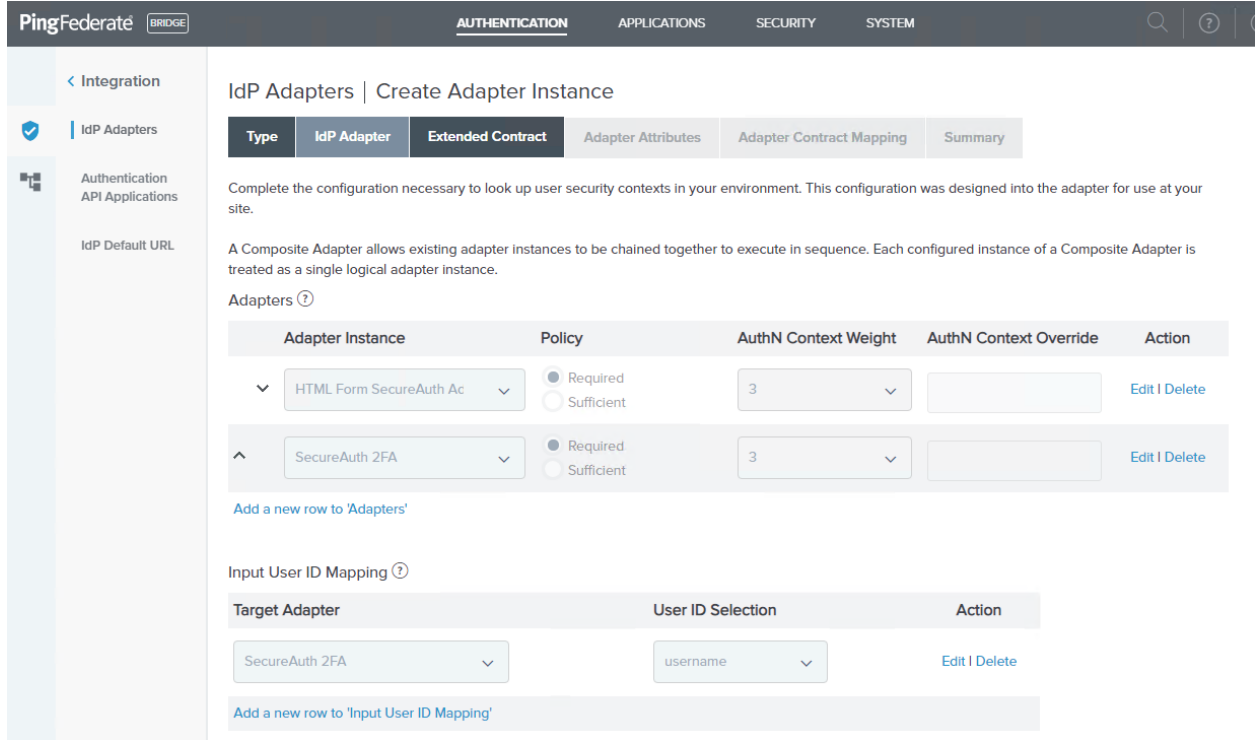 PingFederate BRIDGE AUTHENTICATION APPLICATIONS SECURITY SYSTEM
Integration
IdP Adapters
Authentication
API Applications
IdP Default URL
IdP Adapters | Create Adapter Instance
Type IdP Adapter Extended Contract Adapter Attributes Adapter Contract Mapping Summary
Complete the configuration necessary to look up user security contexts in your environment. This configuration was designed into the adapter for use at your
site.
A Composite Adapter allows existing adapter instances to be chained together to execute in sequence. Each configured instance of a Composite Adapter is
treated as a single logical adapter instance.
Adapters ?
Adapter Instance Policy AuthN Context Weight AuthN Context Override Action
HTML Form SecureAuth Ac Required 3 Edit | Delete
Sufficient
SecureAuth 2FA Required 3 Edit | Delete
Sufficient
Add a new row to 'Adapters'
Input User ID Mapping ?
Target Adapter User ID Selection Action
SecureAuth 2FA username Edit | Delete
Add a new row to 'Input User ID Mapping'